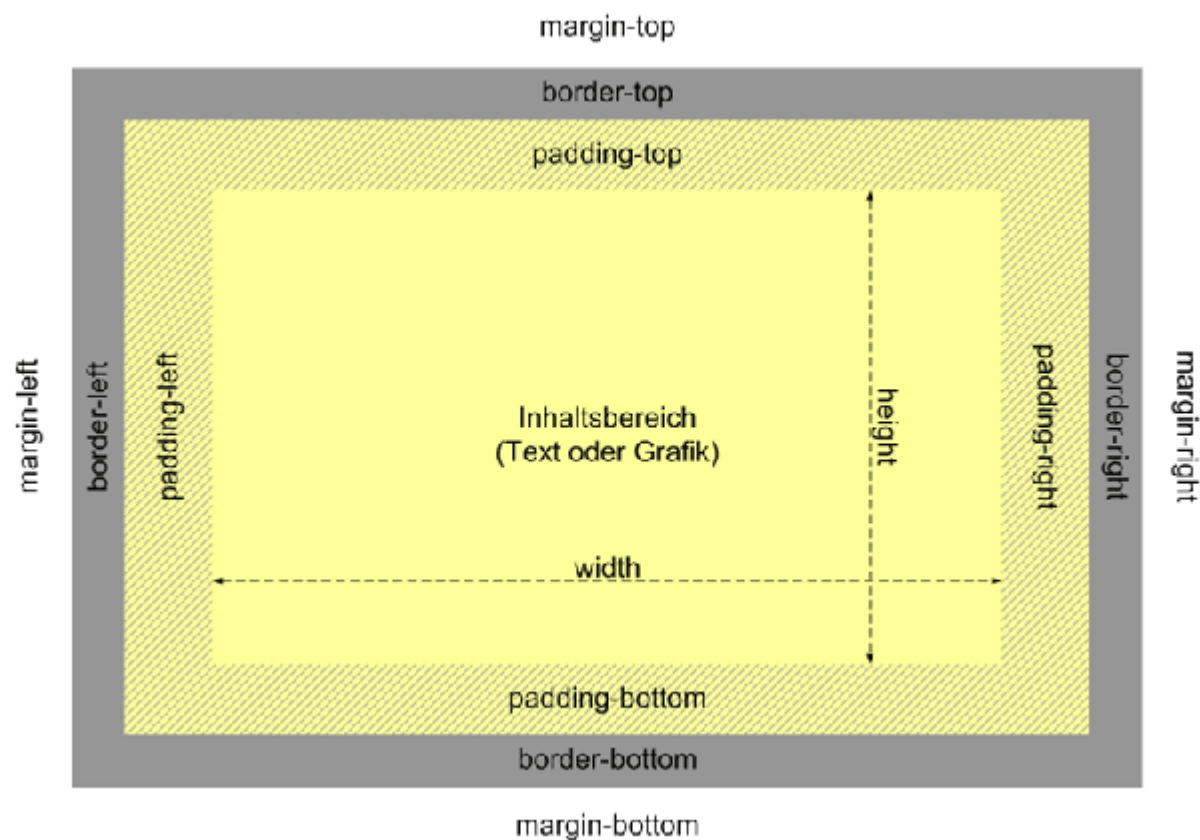 margin-top
border-top
padding-top
margin-left
border-left
padding-left
Inhaltsbereich
(Text oder Grafik)
height
padding-right
border-right
margin-right
width
padding-bottom
border-bottom
margin-bottom